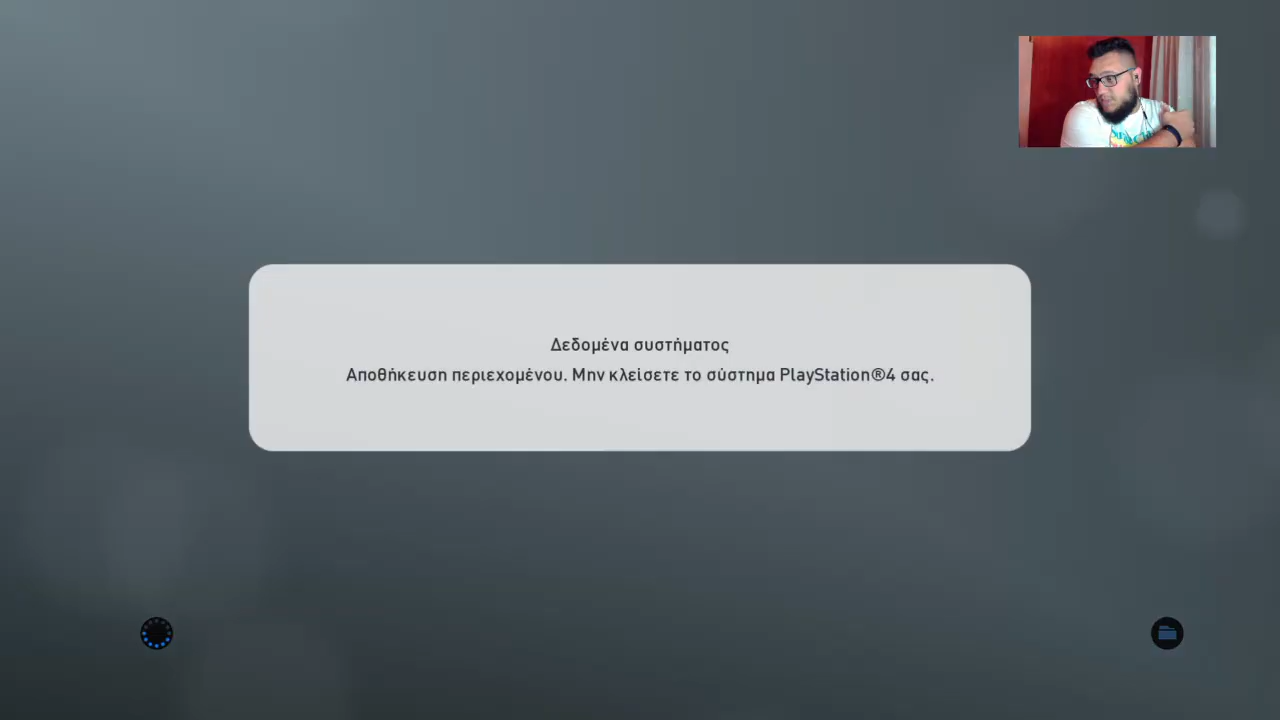 Δεδομένα συστήματος
Αποθήκευση περιεχομένου. Μην κλείσετε το σύστημα PlayStation®4 σας.